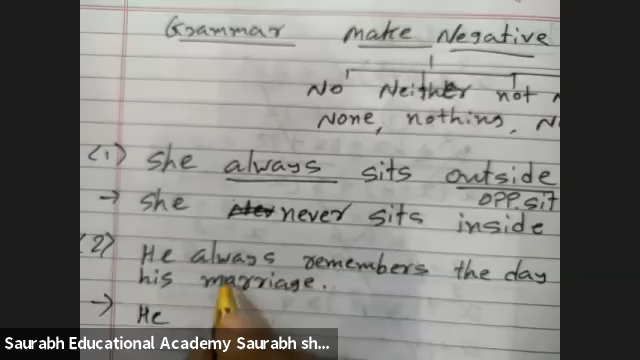 Grammar make Negative
No Neither not
None, nothing,
(1) She always sits outside
OPP. sit
→ She never sits inside
(2) He always remembers the day
his marriage.
→ He
Saurabh Educational Academy Saurabh sh...